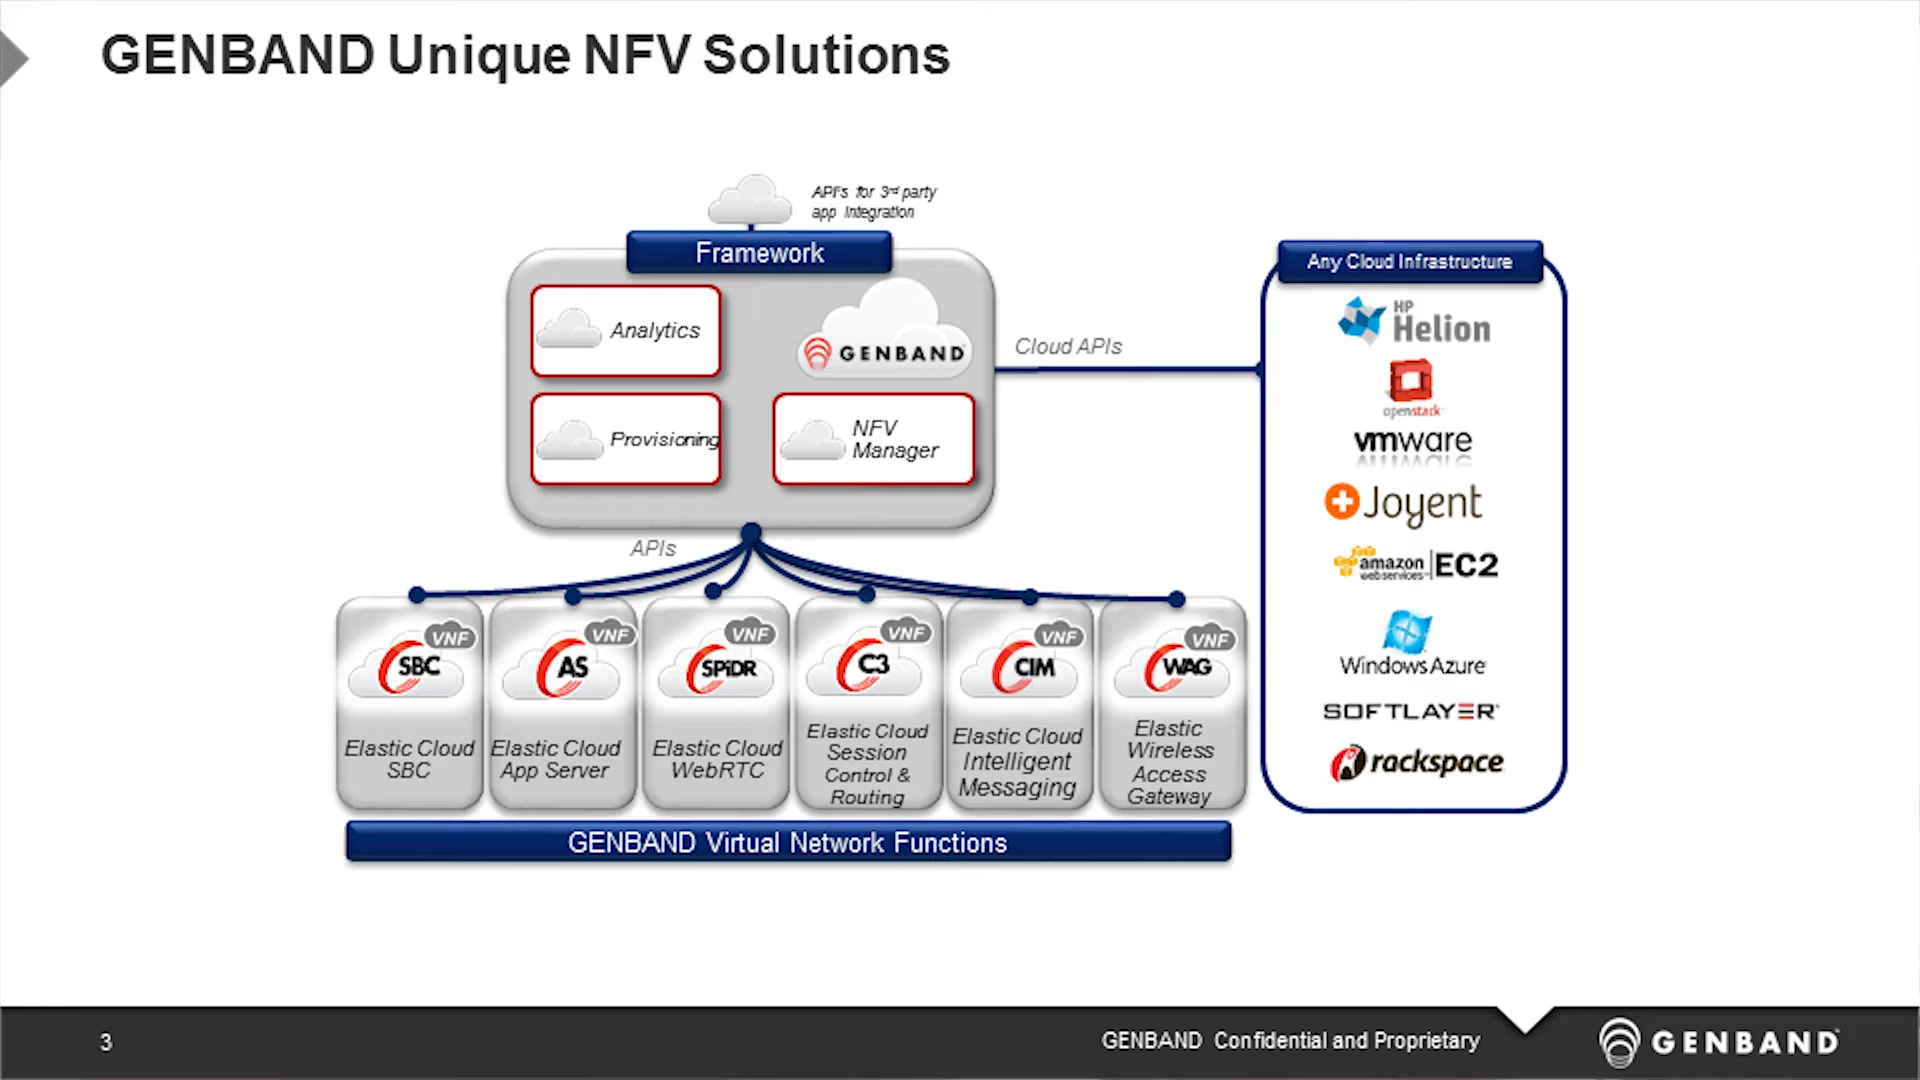 GENBAND Unique NFV Solutions
API's for 3rd party
app integration
Framework
Analytics
GENBAND
Provisioning
NFV
Manager
Cloud APIs
APIs
Any Cloud Infrastructure
HP
Helion
openstack
vmware
Joyent
amazon
webservices
EC2
Windows Azure
SOFTLAYER
rackspace
VNF
SBC
Elastic Cloud
SBC
VNF
AS
Elastic Cloud
App Server
VNF
SPiDR
Elastic Cloud
WebRTC
VNF
C3
Elastic Cloud
Session
Control &
Routing
VNF
CIM
Elastic Cloud
Intelligent
Messaging
VNF
WAG
Elastic
Wireless
Access
Gateway
GENBAND Virtual Network Functions
3
GENBAND Confidential and Proprietary
GENBAND